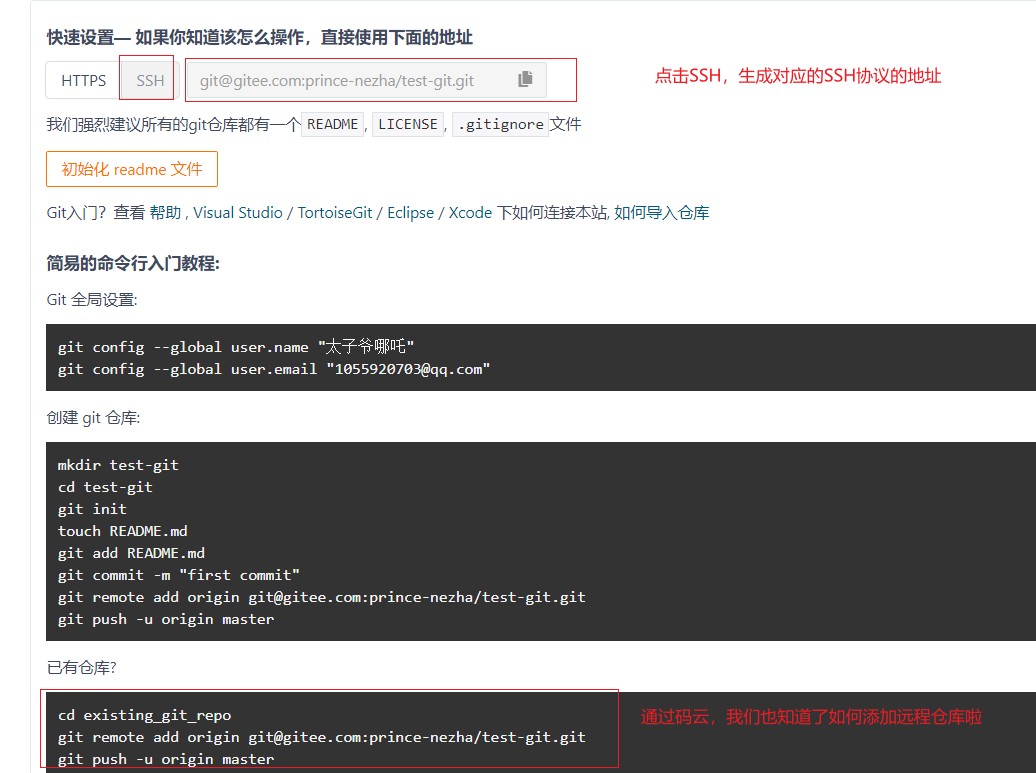 快速设置— 如果你知道该怎么操作，直接使用下面的地址
HTTPS SSH git@gitee.com:prince-nezha/test-git.git 点击SSH，生成对应的SSH协议的地址
我们强烈建议所有的git仓库都有一个 README , LICENSE , .gitignore 文件
初始化 readme 文件
Git入门？查看 帮助 , Visual Studio / TortoiseGit / Eclipse / Xcode 下如何连接本站, 如何导入仓库
简易的命令行入门教程:
Git 全局设置:
git config --global user.name "太子爷哪吒"
git config --global user.email "1055920703@qq.com"
创建 git 仓库:
mkdir test-git
cd test-git
git init
touch README.md
git add README.md
git commit -m "first commit"
git remote add origin git@gitee.com:prince-nezha/test-git.git
git push -u origin master
已有仓库?
cd existing_git_repo
通过码云，我们也知道了如何添加远程仓库啦
git remote add origin git@gitee.com:prince-nezha/test-git.git
git push -u origin master